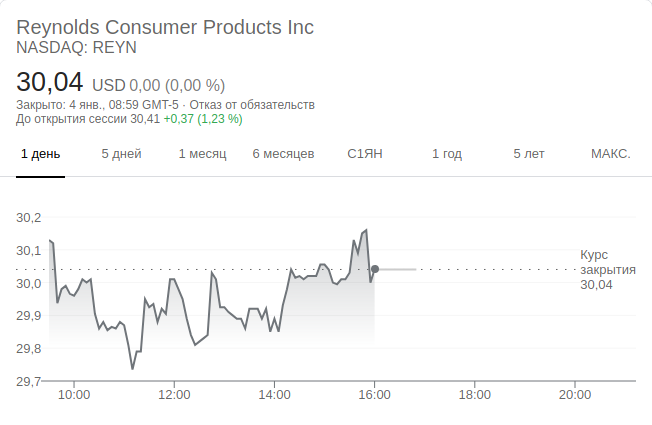 Reynolds Consumer Products Inc
NASDAQ: REYN
30,04 USD 0,00 (0,00 %)
Закрыто: 4 янв., 08:59 GMT-5 · Отказ от обязательств
До открытия сессии 30,41 +0,37 (1,23 %)
1 день 5 дней 1 месяц 6 месяцев С1ЯН 1 год 5 лет МАКС.
30,2
30,1
30,0
29,9
29,8
29,7
Курс
закрытия
30,04
10:00 12:00 14:00 16:00 18:00 20:00